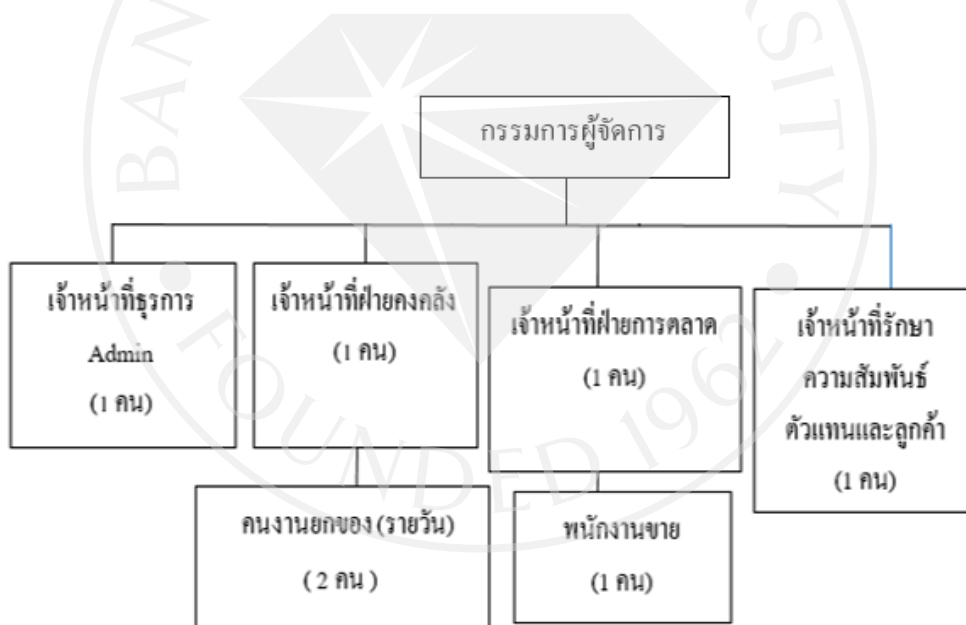 กรรมการผู้จัดการ
เจ้าหน้าที่ธุรการ
Admin
(1 คน)
เจ้าหน้าที่ฝ่ายคงคลัง
(1 คน)
เจ้าหน้าที่ฝ่ายการตลาด
(1 คน)
เจ้าหน้าที่รักษา
ความสัมพันธ์
ตัวแทนและลูกค้า
(1 คน)
คนงานยกของ (รายวัน)
( 2 คน )
พนักงานขาย
(1 คน)
BAN
SITY
FOUNDED 1962